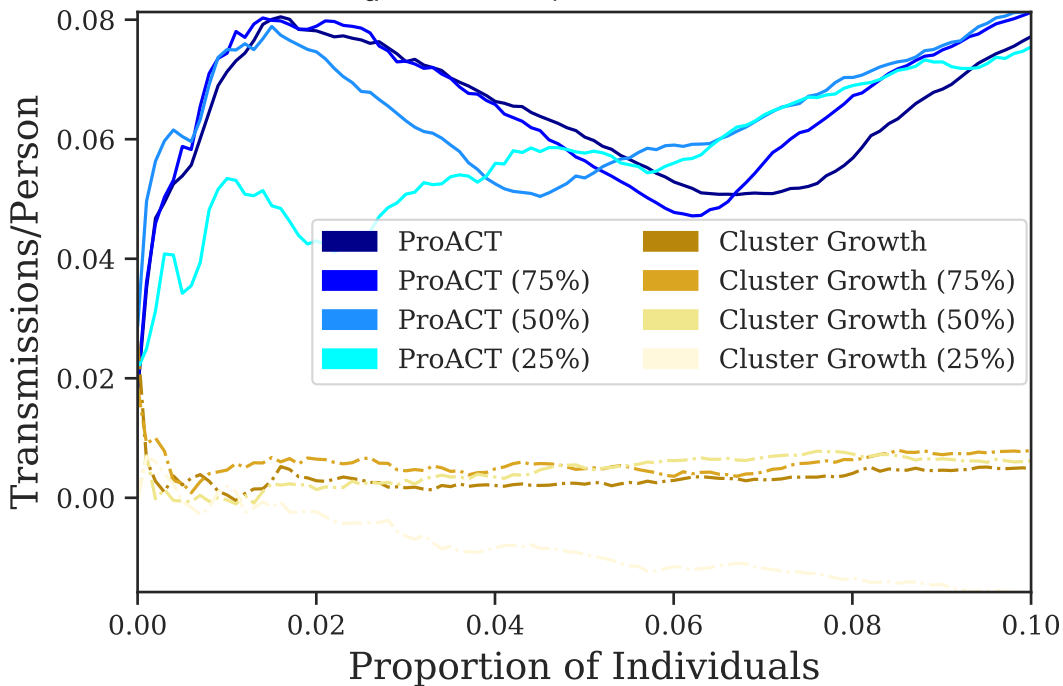 0.08
0.06
0.04
0.02
0.00
Transmissions/Person
ProACT
ProACT (75%)
ProACT (50%)
ProACT (25%)
Cluster Growth
Cluster Growth (75%)
Cluster Growth (50%)
Cluster Growth (25%)
0.00 0.02 0.04 0.06 0.08 0.10
Proportion of Individuals